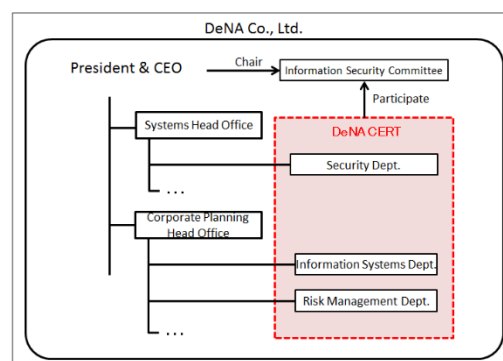 DeNA Co., Ltd.
President & CEO
Chair
Information Security Committee
Participate
Systems Head Office
DeNA CERT
Security Dept.
...
Corporate Planning
Head Office
Information Systems Dept.
Risk Management Dept.
...